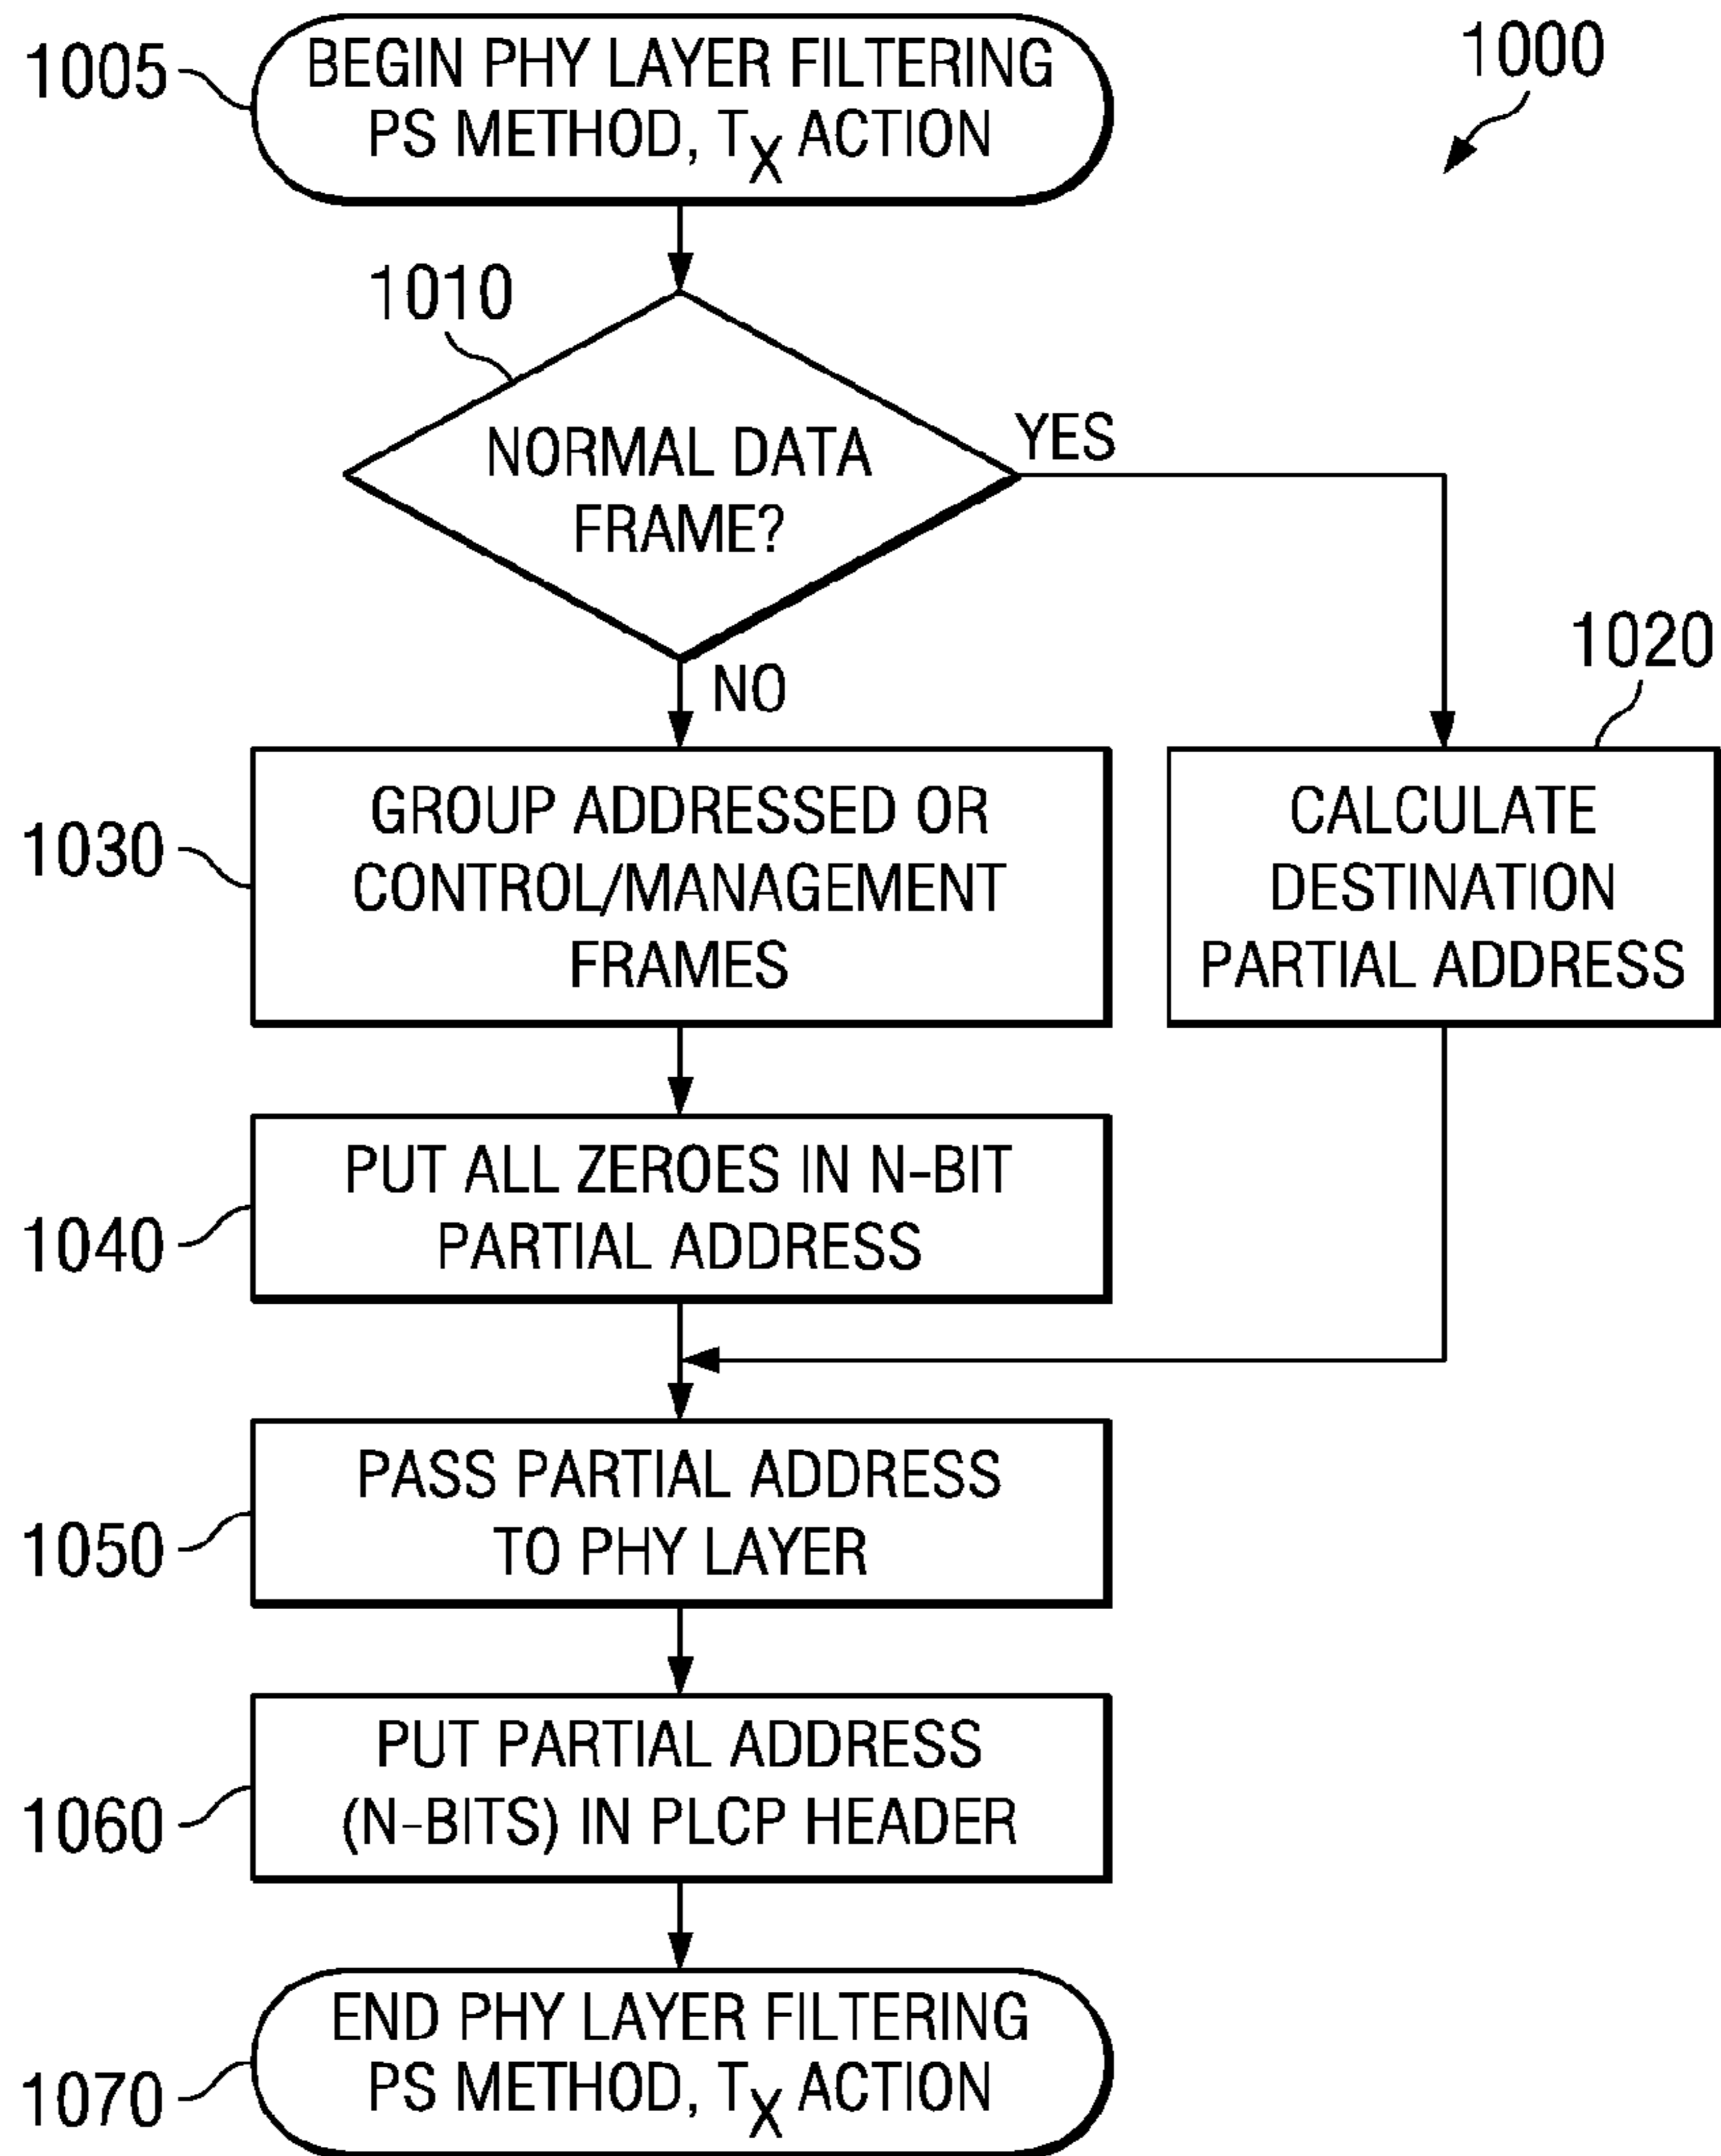 1005
BEGIN PHY LAYER FILTERING
PS METHOD, TX ACTION
1000
1010
NORMAL DATA
FRAME?
YES
NO
1020
CALCULATE
DESTINATION
PARTIAL ADDRESS
1030
GROUP ADDRESSED OR
CONTROL/MANAGEMENT
FRAMES
1040
PUT ALL ZEROES IN N-BIT
PARTIAL ADDRESS
1050
PASS PARTIAL ADDRESS
TO PHY LAYER
1060
PUT PARTIAL ADDRESS
(N-BITS) IN PLCP HEADER
1070
END PHY LAYER FILTERING
PS METHOD, TX ACTION